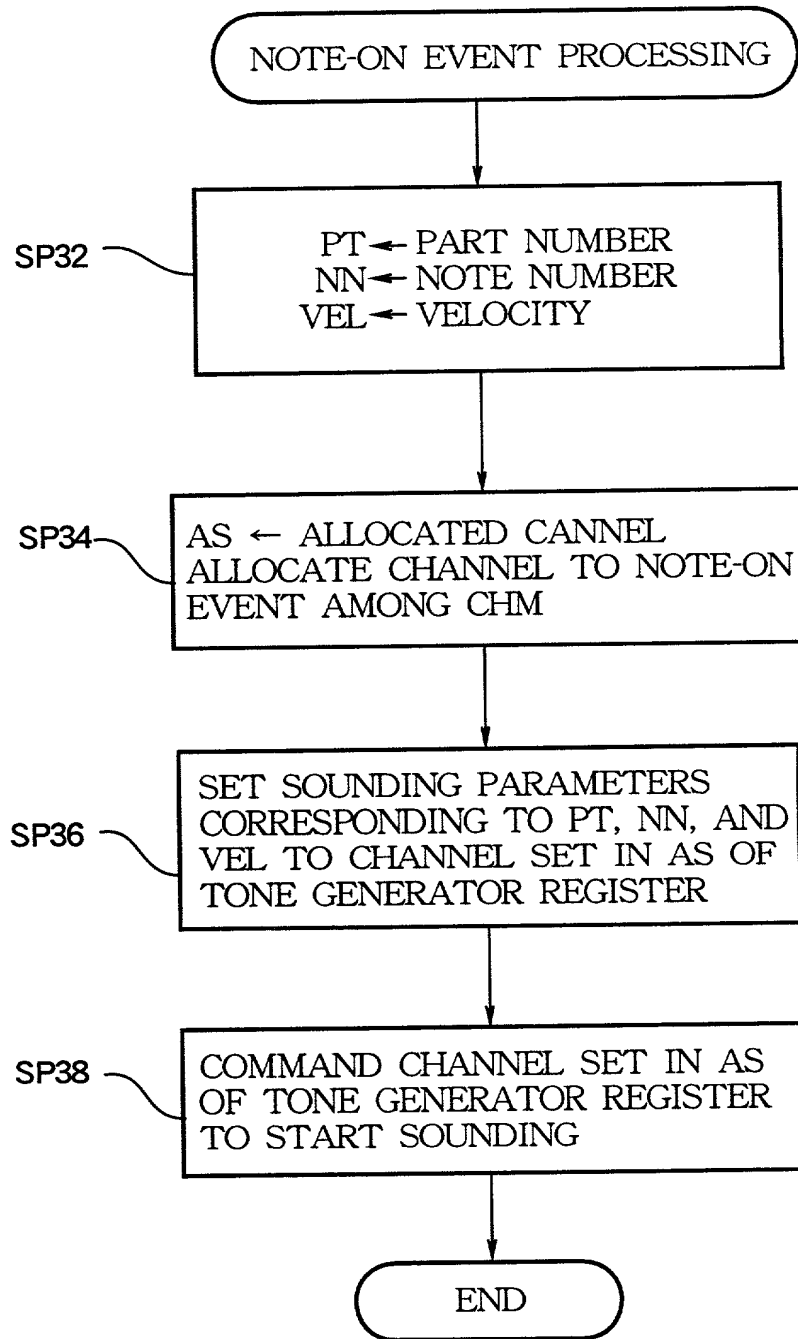 NOTE-ON EVENT PROCESSING
SP32
PT← PART NUMBER
NN← NOTE NUMBER
VEL← VELOCITY
SP34
AS ← ALLOCATED CANNEL
ALLOCATE CHANNEL TO NOTE-ON
EVENT AMONG CHM
SP36
SET SOUNDING PARAMETERS
CORRESPONDING TO PT, NN, AND
VEL TO CHANNEL SET IN AS OF
TONE GENERATOR REGISTER
SP38
COMMAND CHANNEL SET IN AS
OF TONE GENERATOR REGISTER
TO START SOUNDING
END